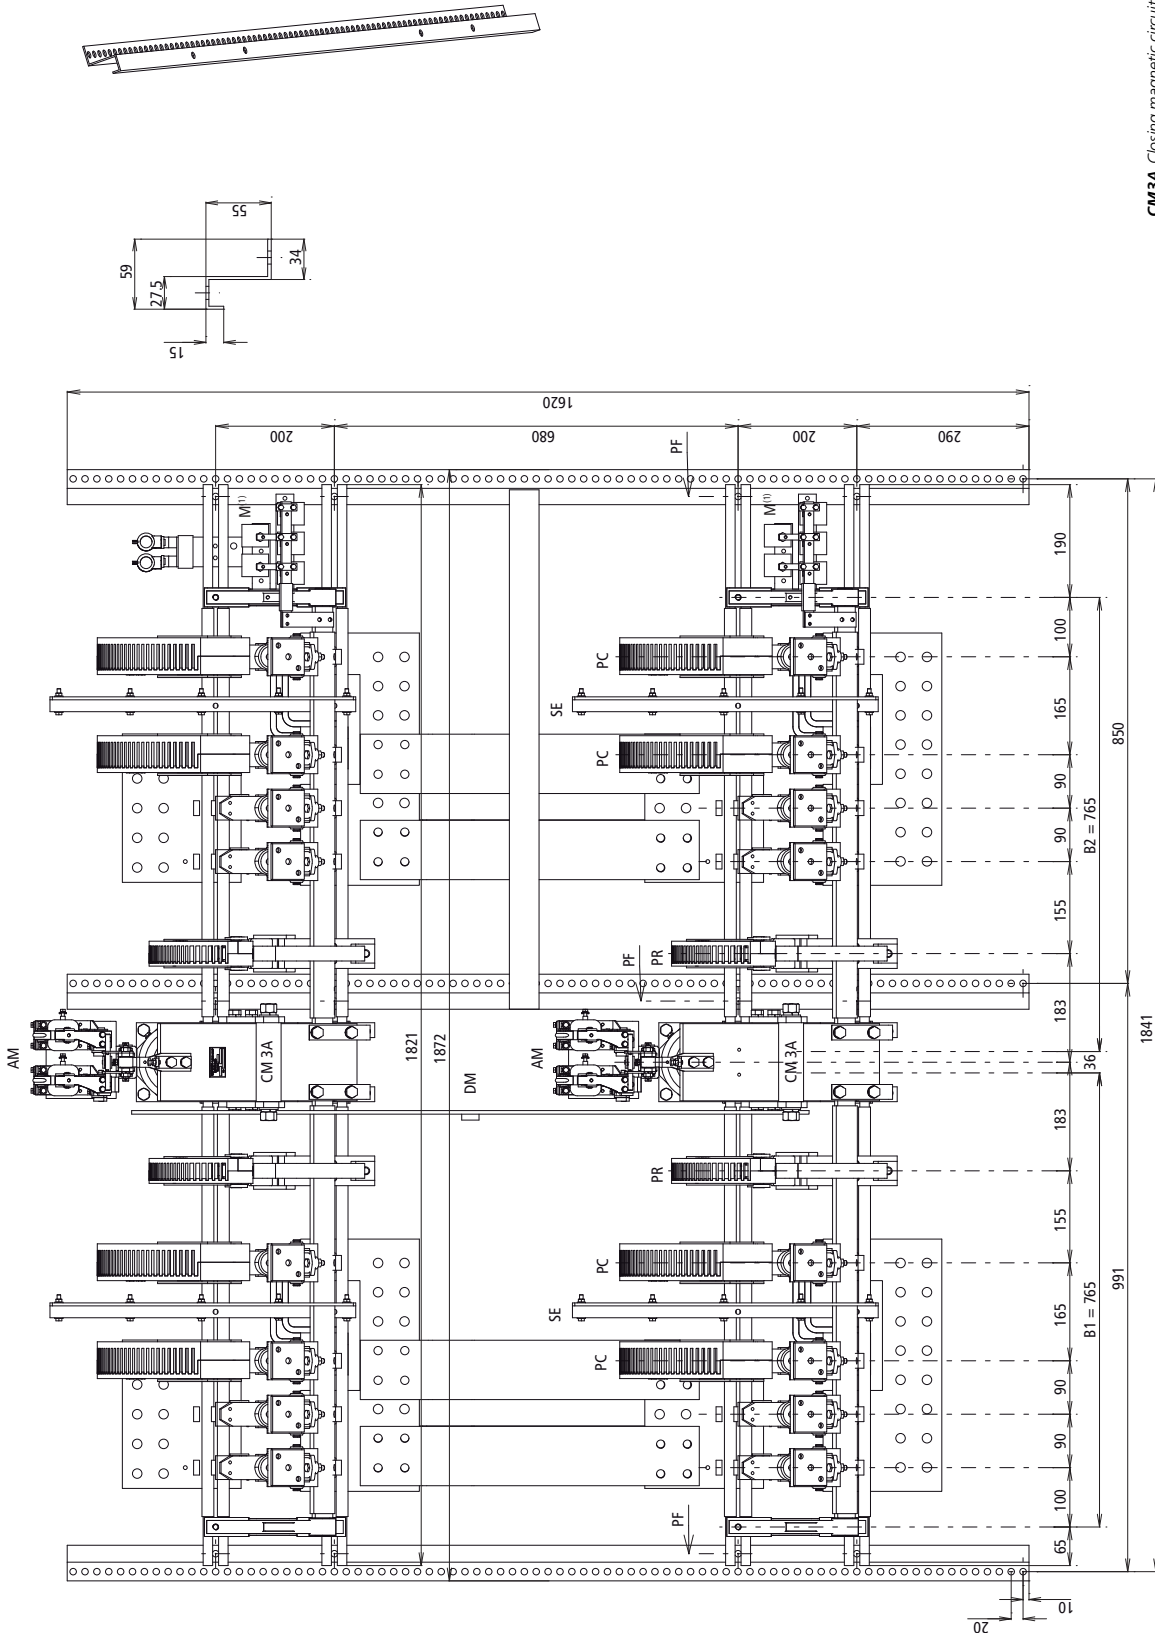 59
27.5
55
34
15
1620
200
680
200
290
PF
M(1)
M(1)
190
100
165
90
90
155
183
36
183
155
165
90
90
100
65
B2 = 765
B1 = 765
850
991
1841
1821
1872
DM
AM
AM
CM 3A
CM 3A
PC
SE
PC
PF
PR
PR
PC
SE
PC
PF
10
20
CM3A Closing magnetic circuit